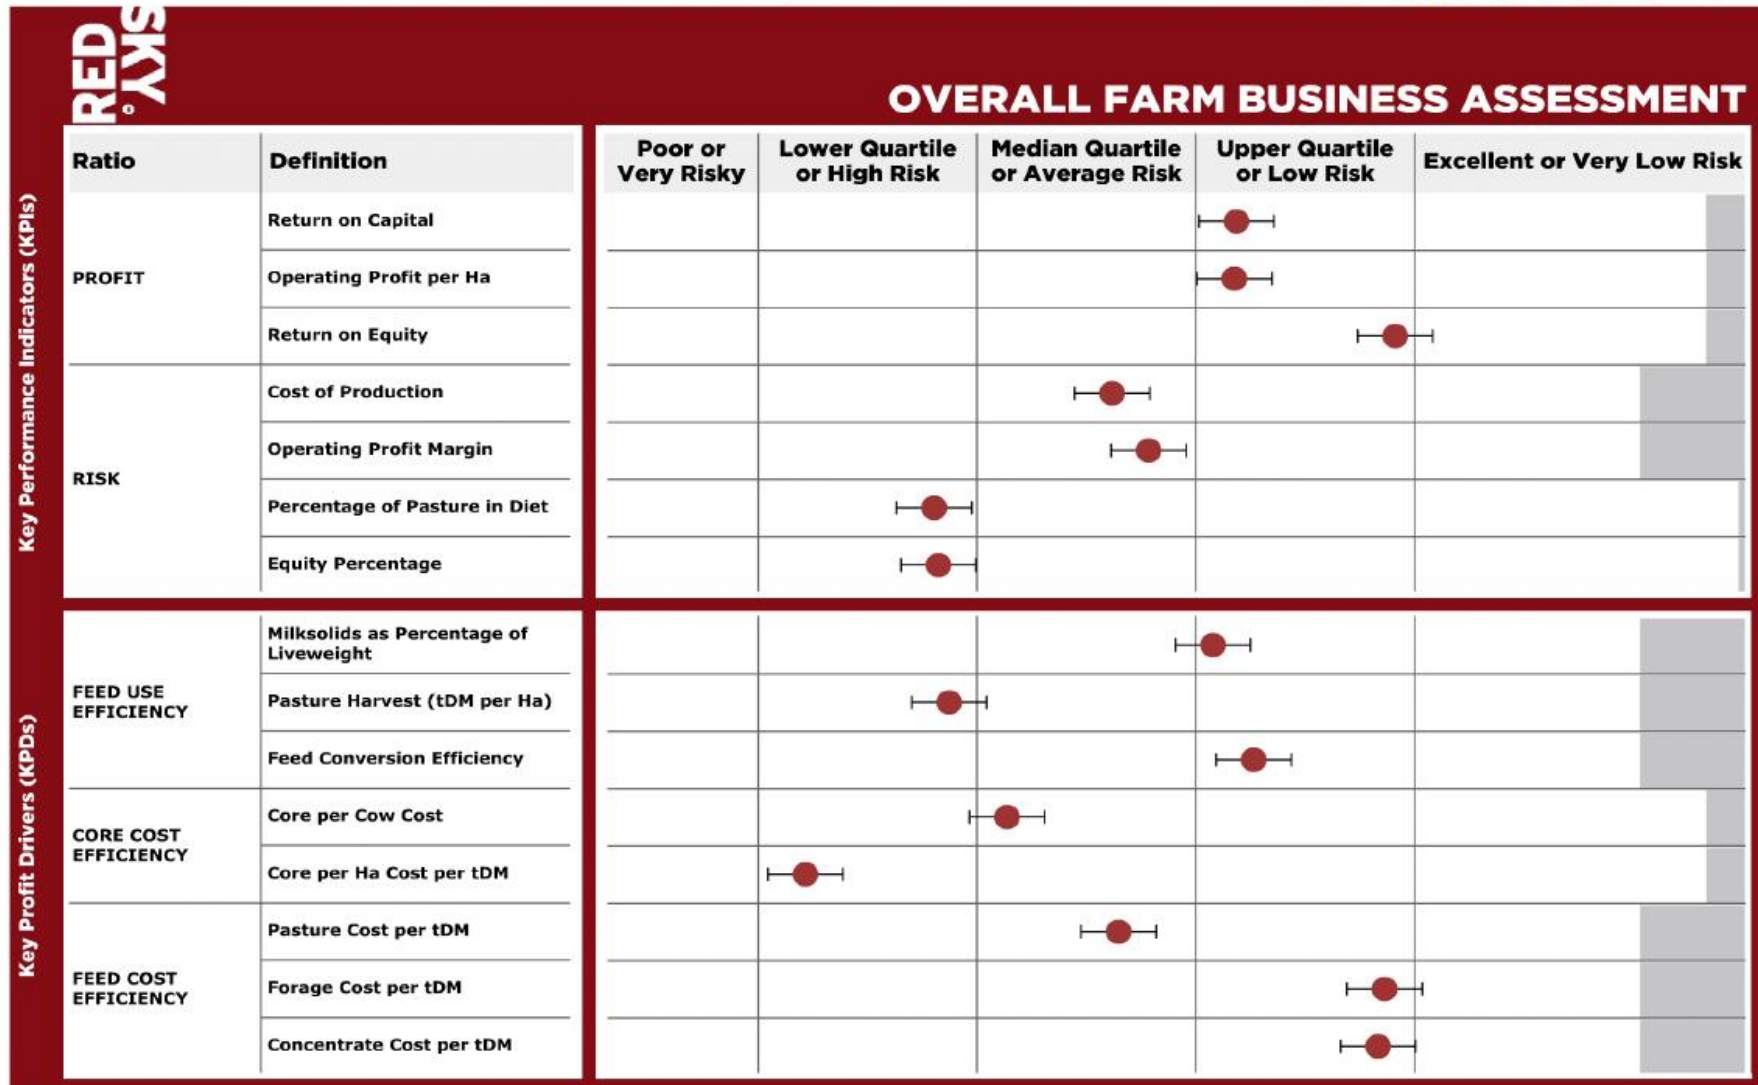 RED
SKY
OVERALL FARM BUSINESS ASSESSMENT
Ratio
Definition
Poor or
Very Risky
Lower Quartile
or High Risk
Median Quartile
or Average Risk
Upper Quartile
or Low Risk
Excellent or Very Low Risk
Key Performance Indicators (KPIs)
PROFIT
Return on Capital
Operating Profit per Ha
Return on Equity
RISK
Cost of Production
Operating Profit Margin
Percentage of Pasture in Diet
Equity Percentage
Key Profit Drivers (KPDs)
FEED USE
EFFICIENCY
Milksolids as Percentage of
Liveweight
Pasture Harvest (tDM per Ha)
Feed Conversion Efficiency
CORE COST
EFFICIENCY
Core per Cow Cost
Core per Ha Cost per tDM
FEED COST
EFFICIENCY
Pasture Cost per tDM
Forage Cost per tDM
Concentrate Cost per tDM